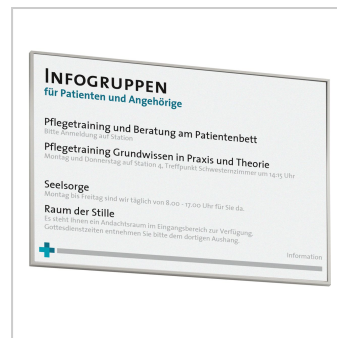 Infogruppen
für Patienten und Angehörige
Pflegetraining und Beratung am Patientenbett
Bitte Anmeldung auf Station
Pflegetraining Grundwissen in Praxis und Theorie
Montag und Donnerstag auf Station 4, Treffpunkt Schwesternzimmer um 14.15 Uhr
Seelsorge
Montag bis Freitag sind wir täglich von 8.00 - 17.00 Uhr für Sie da.
Raum der Stille
Es steht Ihnen ein Andachtsraum im Eingangsbereich zur Verfügung.
Gottesdienstzeiten entnehmen Sie bitte dem dortigen Aushang.
Information